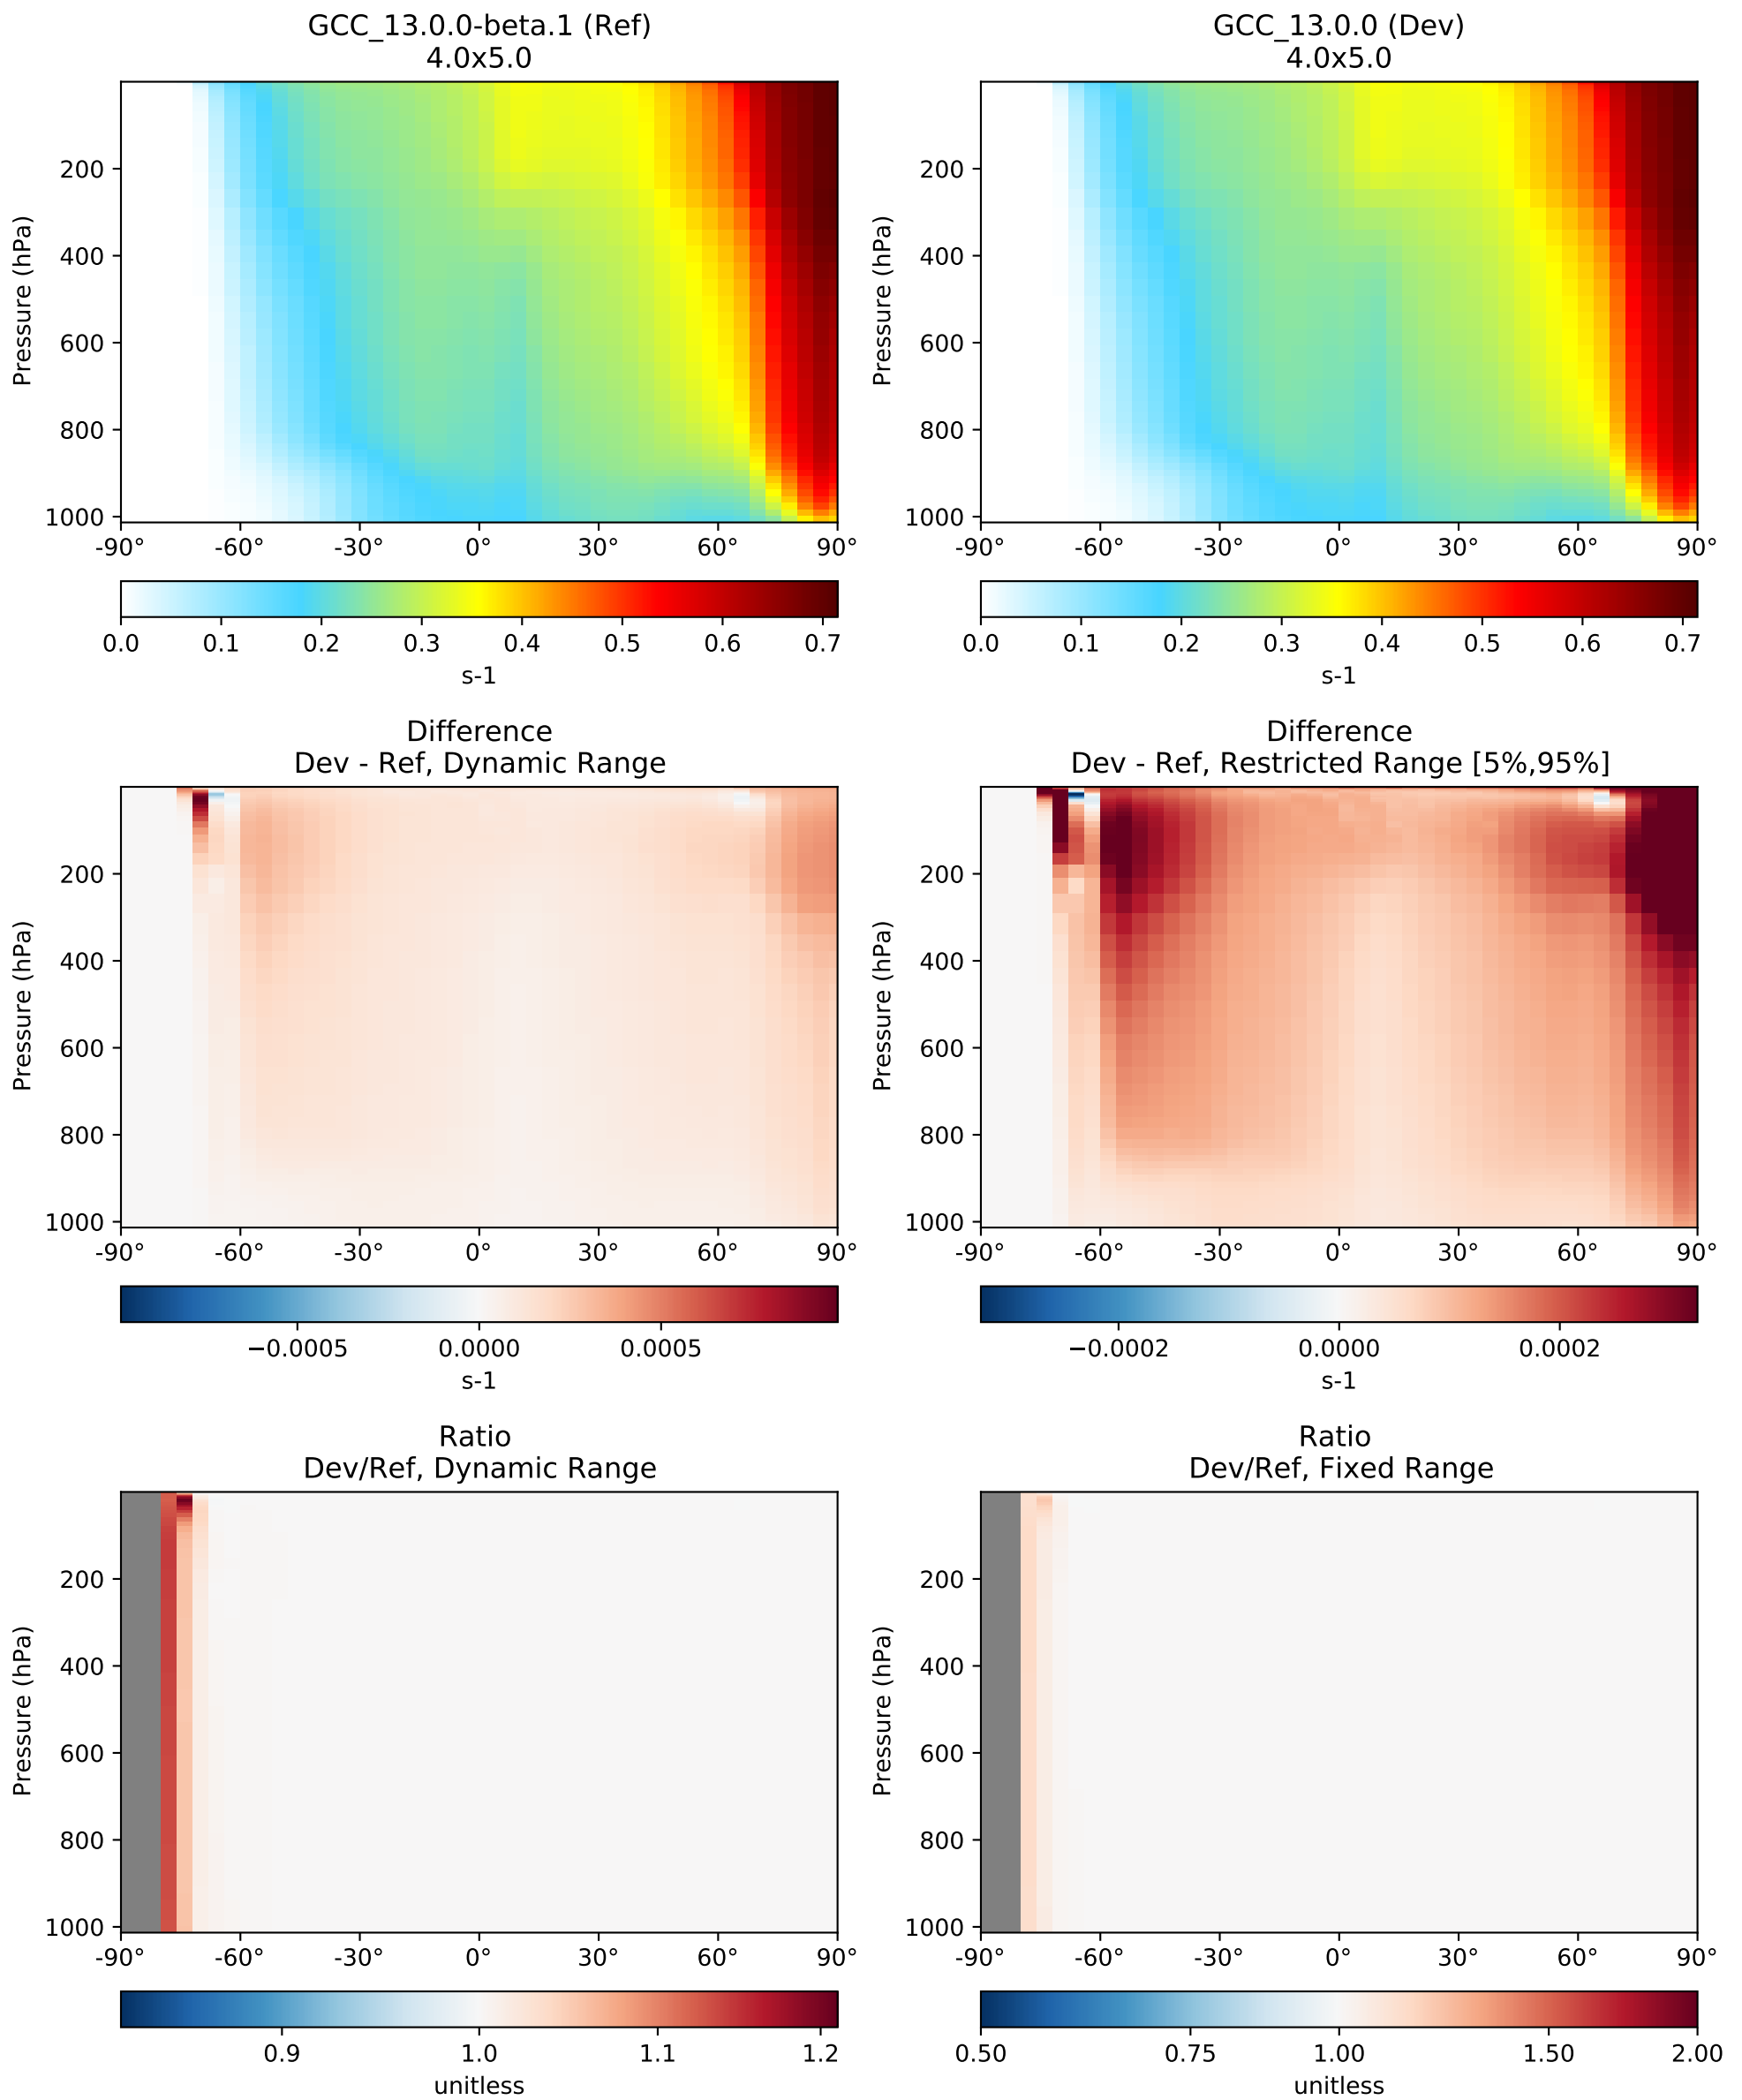 GCC_13.0.0-beta.1 (Ref)
4.0x5.0
Pressure (hPa)
200
400
600
800
1000
-90° -60° -30° 0° 30° 60° 90°
0.0 0.1 0.2 0.3 0.4 0.5 0.6 0.7
s-1
GCC_13.0.0 (Dev)
4.0x5.0
Pressure (hPa)
200
400
600
800
1000
-90° -60° -30° 0° 30° 60° 90°
0.0 0.1 0.2 0.3 0.4 0.5 0.6 0.7
s-1
Difference
Dev - Ref, Dynamic Range
Pressure (hPa)
200
400
600
800
1000
-90° -60° -30° 0° 30° 60° 90°
−0.0005 0.0000 0.0005
s-1
Difference
Dev - Ref, Restricted Range [5%,95%]
Pressure (hPa)
200
400
600
800
1000
-90° -60° -30° 0° 30° 60° 90°
−0.0002 0.0000 0.0002
s-1
Ratio
Dev/Ref, Dynamic Range
Pressure (hPa)
200
400
600
800
1000
-90° -60° -30° 0° 30° 60° 90°
0.9 1.0 1.1 1.2
unitless
Ratio
Dev/Ref, Fixed Range
Pressure (hPa)
200
400
600
800
1000
-90° -60° -30° 0° 30° 60° 90°
0.50 0.75 1.00 1.50 2.00
unitless